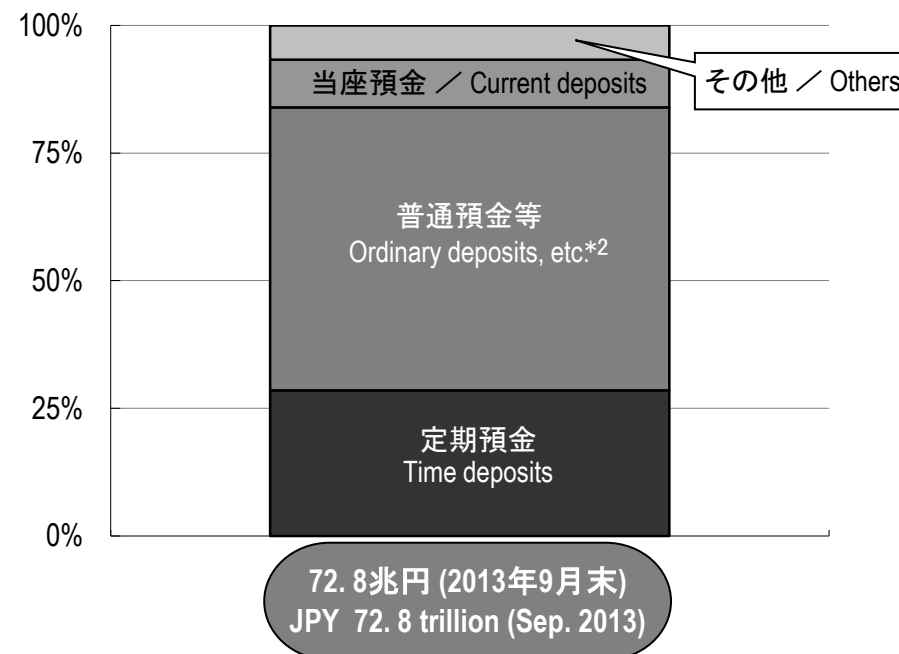 100%
当座預金 ／ Current deposits
その他 ／ Others
75%
普通預金等
Ordinary deposits, etc.*2
50%
25%
定期預金
Time deposits
0%
72. 8兆円 (2013年9月末)
JPY 72. 8 trillion (Sep. 2013)